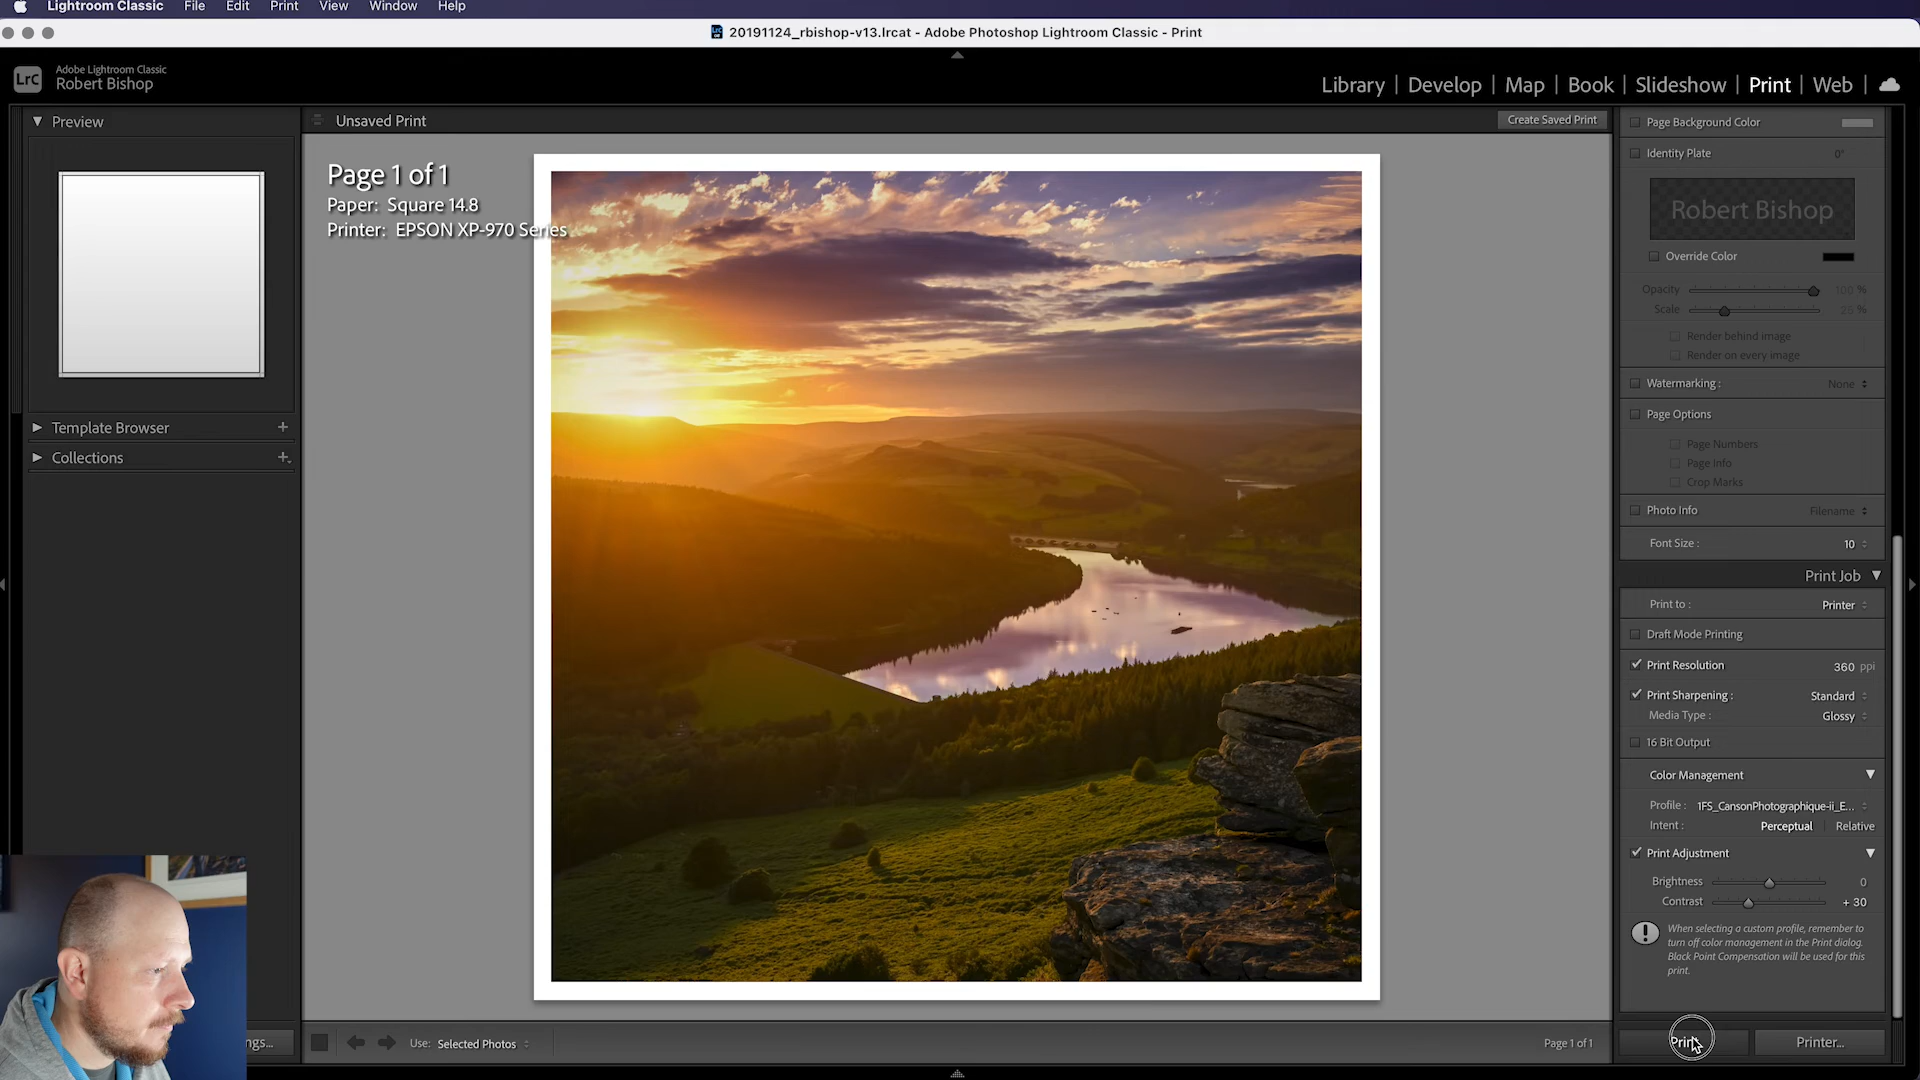 Lightroom Classic File Edit Print View Window Help
20191124_rbishop-v13.lrcat - Adobe Photoshop Lightroom Classic - Print
LrC
Adobe Lightroom Classic
Robert Bishop
Library | Develop | Map | Book | Slideshow | Print | Web
Preview
Unsaved Print
Create Saved Print
Page 1 of 1
Paper: Square 14.8
Printer: EPSON XP-970 Series
Template Browser
Collections
Page Background Color
Identity Plate 0°
Robert Bishop
Override Color
Opacity 100 %
Scale 25 %
Render behind image
Render on every image
Watermarking : None
Page Options
Page Numbers
Page Info
Crop Marks
Photo Info Filename
Font Size : 10
Print Job
Print to : Printer
Draft Mode Printing
Print Resolution 360 ppi
Print Sharpening : Standard
Media Type : Glossy
16 Bit Output
Color Management
Profile : 1FS_CansonPhotographique-ii_E...
Intent : Perceptual Relative
Print Adjustment
Brightness 0
Contrast + 30
When selecting a custom profile, remember to
turn off color management in the Print dialog.
Black Point Compensation will be used for this
print.
ngs...
Use: Selected Photos
Page 1 of 1
Print
Printer...